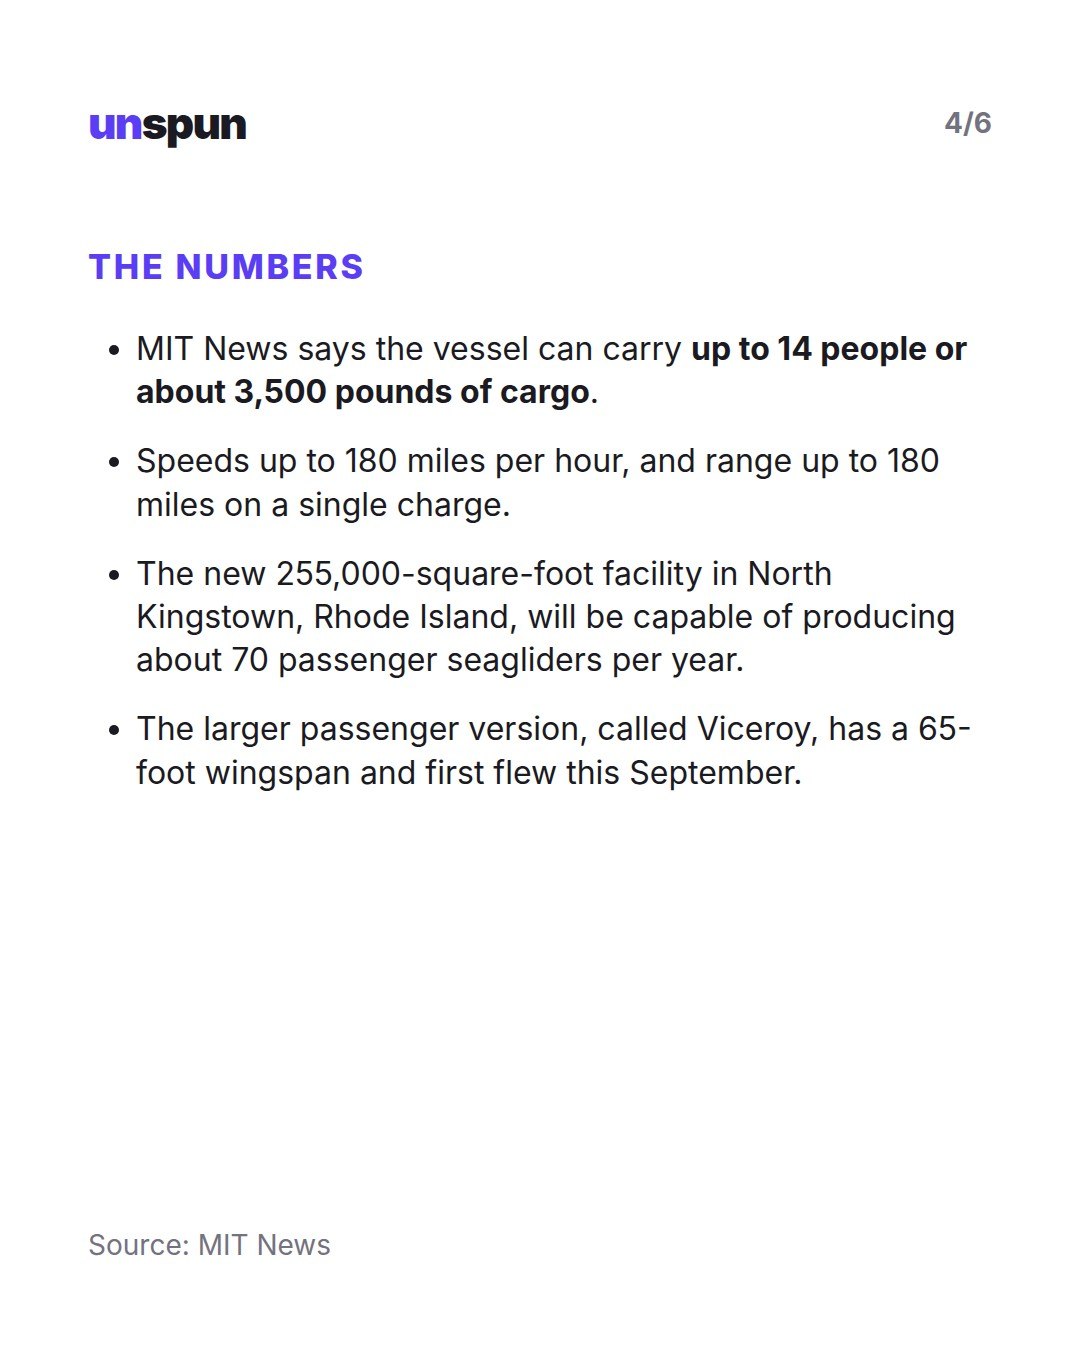 unspun
4/6
THE NUMBERS
• MIT News says the vessel can carry up to 14 people or
about 3,500 pounds of cargo.
• Speeds up to 180 miles per hour, and range up to 180
miles on a single charge.
• The new 255,000-square-foot facility in North
Kingstown, Rhode Island, will be capable of producing
about 70 passenger seagliders per year.
• The larger passenger version, called Viceroy, has a 65-
foot wingspan and first flew this September.
Source: MIT News